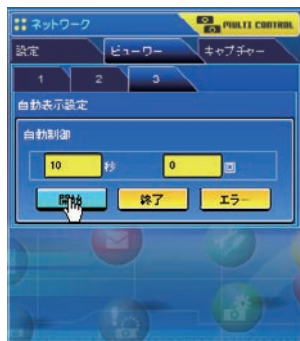 ネットワーク MULTI CONTROL
設定 ビューワー キャプチャー
1 2 3
自動表示設定
自動制御
10 秒 0 回
開始 終了 エラー